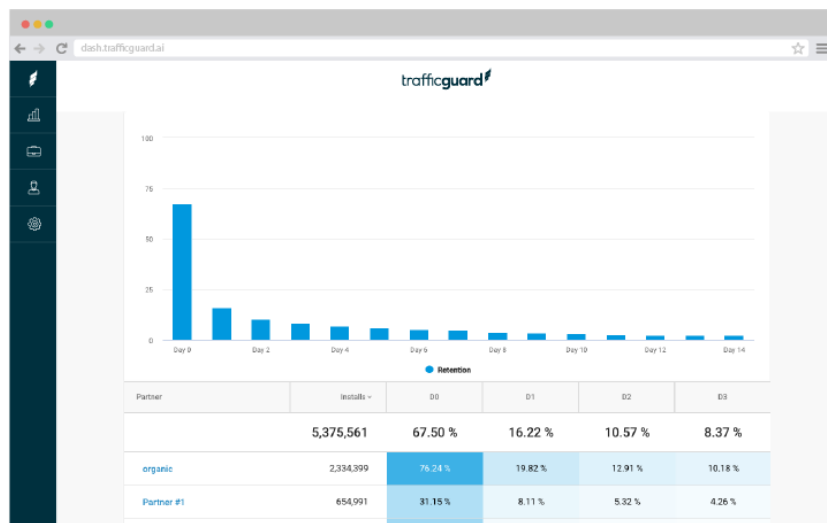 dash.trafficguard.ai
trafficguard
100
75
50
25
0
Day 0 Day 2 Day 4 Day 6 Day 8 Day 10 Day 12 Day 14
Retention
Partner Installs D0 D1 D2 D3
5,375,561 67.50 % 16.22 % 10.57 % 8.37 %
organic 2,334,399 76.24 % 19.82 % 12.91 % 10.18 %
Partner #1 654,991 31.15 % 8.11 % 5.32 % 4.26 %